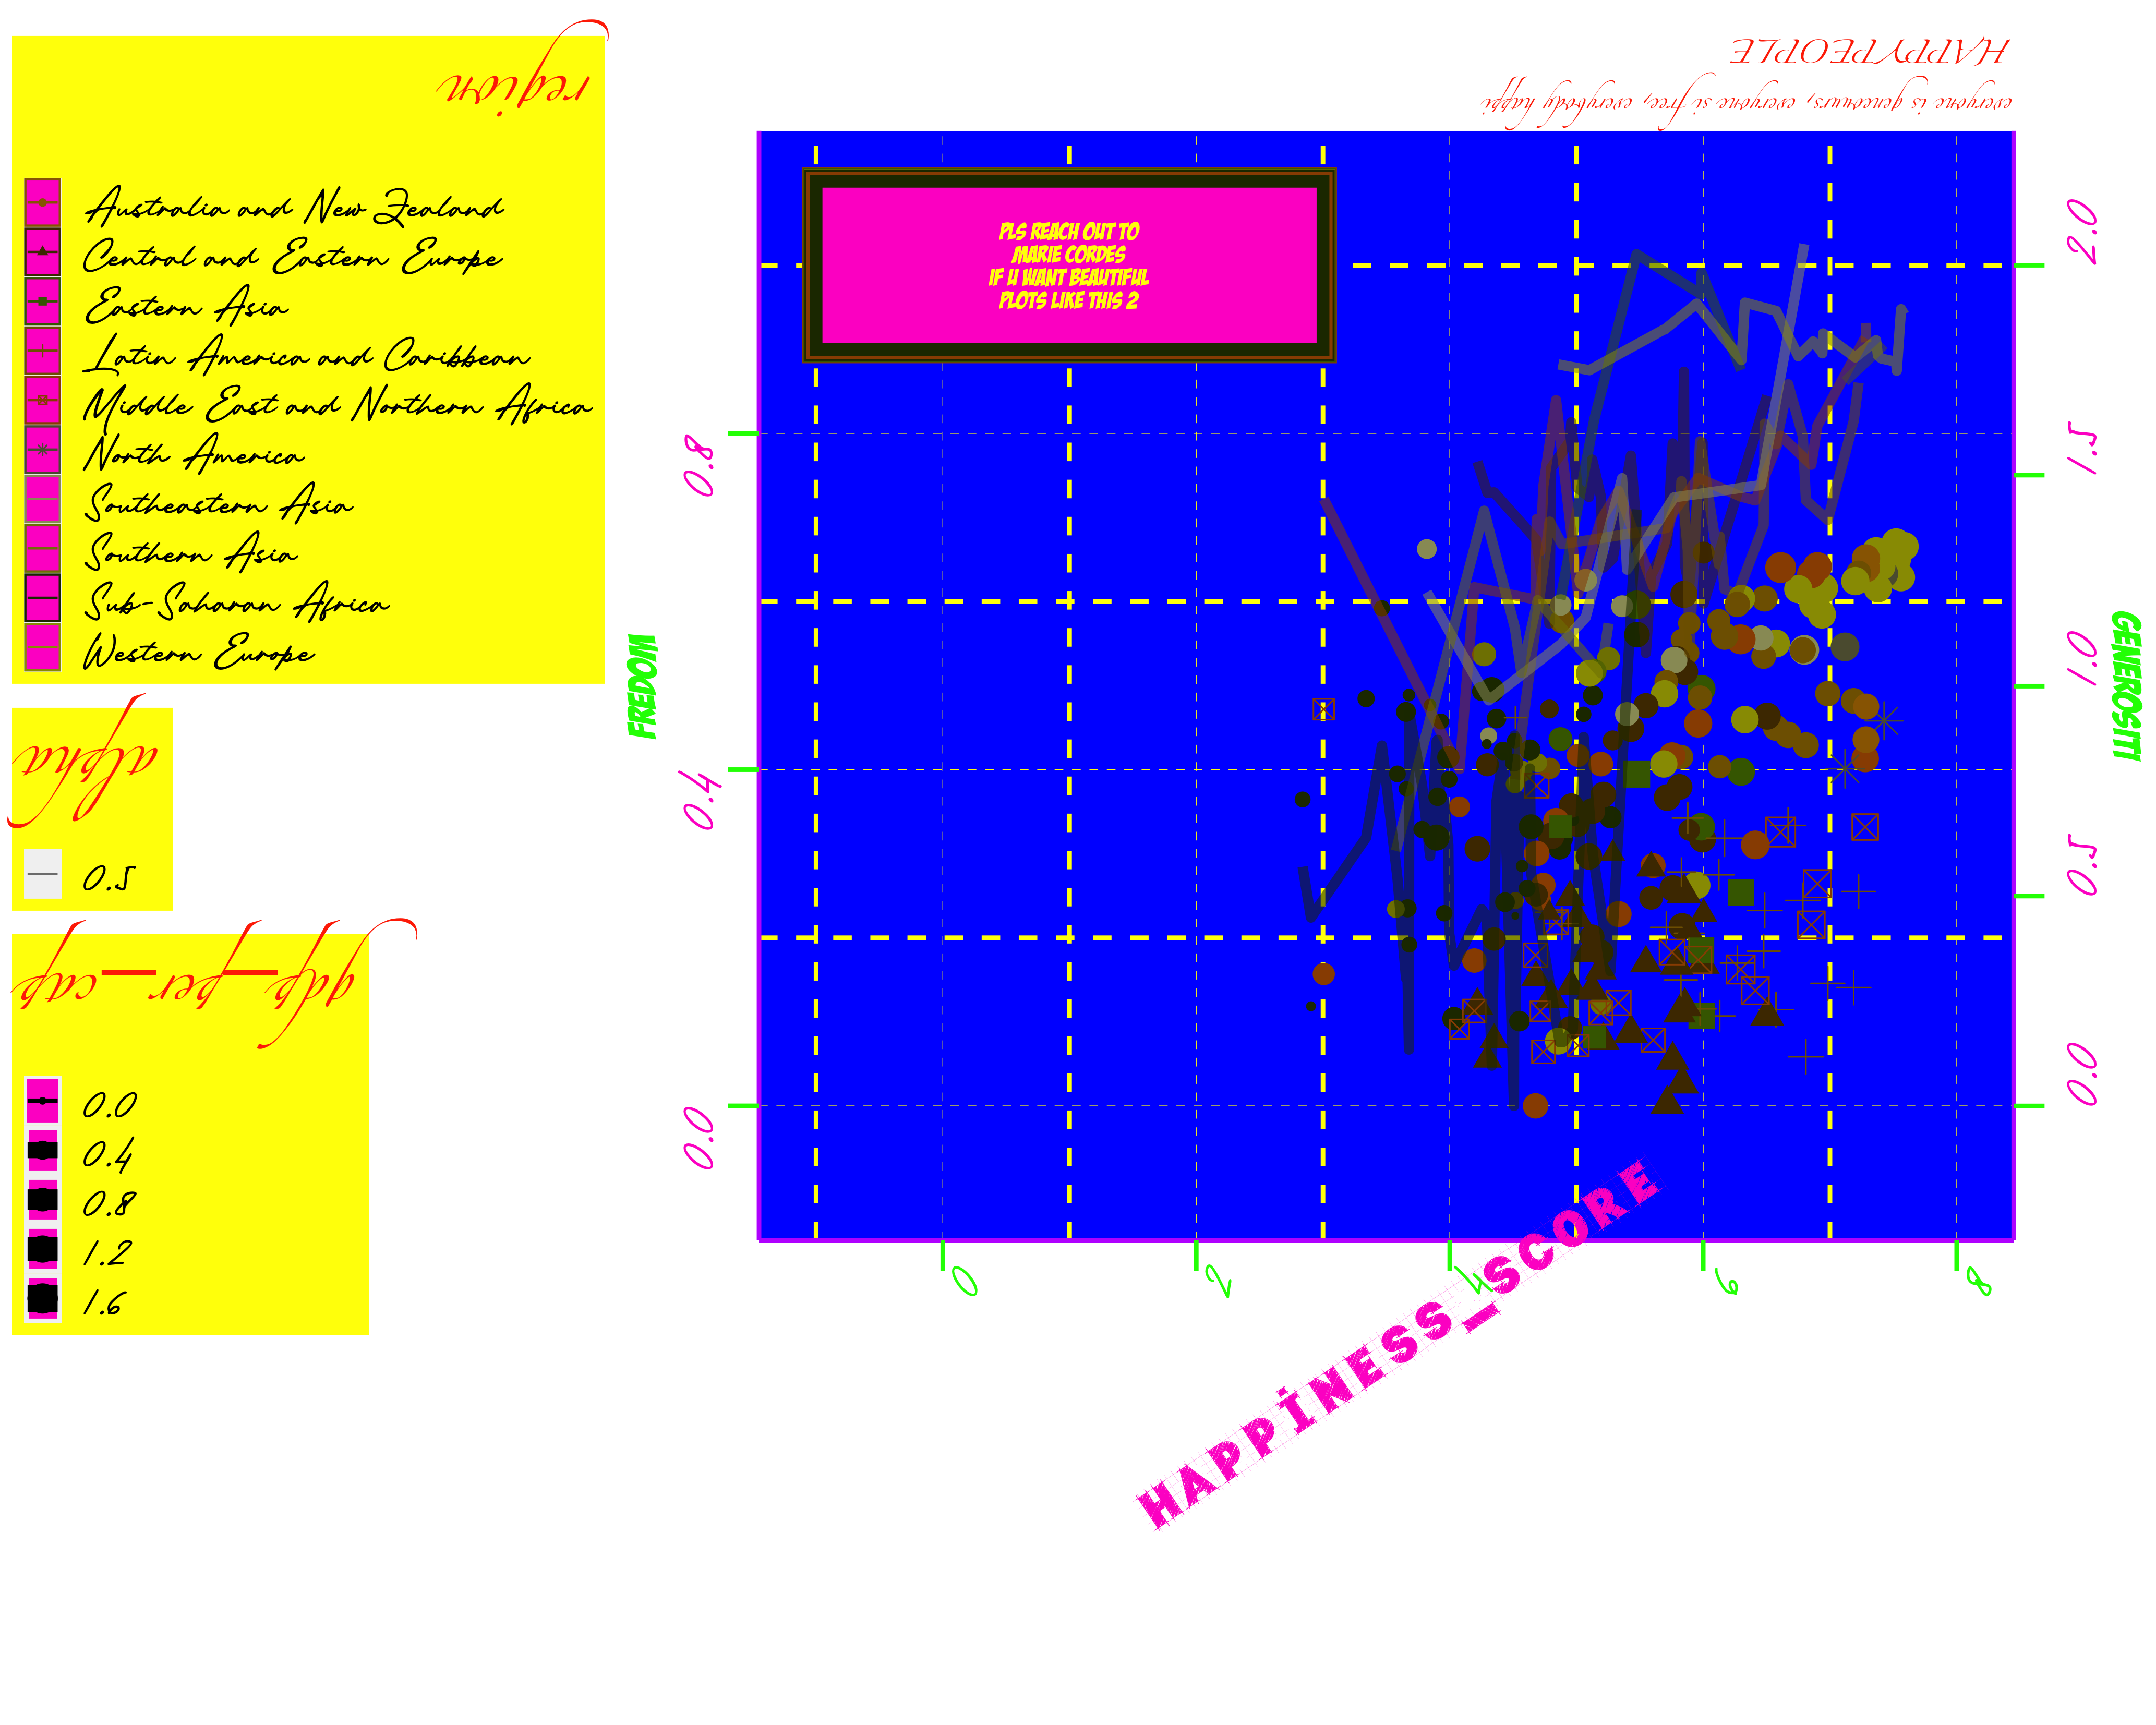 HAPPYPEOPLE
everyone is geneours, everyone si free, everybody happi
region
Australia and New Zealand
Central and Eastern Europe
Eastern Asia
Latin America and Caribbean
Middle East and Northern Africa
North America
Southeastern Asia
Southern Asia
Sub-Saharan Africa
Western Europe
alpha
0.5
gdp_per_cap
0.0
0.4
0.8
1.2
1.6
FREDOM
0.8
0.4
0.0
PLS REACH OUT TO
MARIE CORDES
IF U WANT BEAUTIFUL
PLOTS LIKE THIS 2
2.0
1.5
1.0
0.5
0.0
GENEROSITI
0
2
4
6
8
HAPPINESS_SCORE